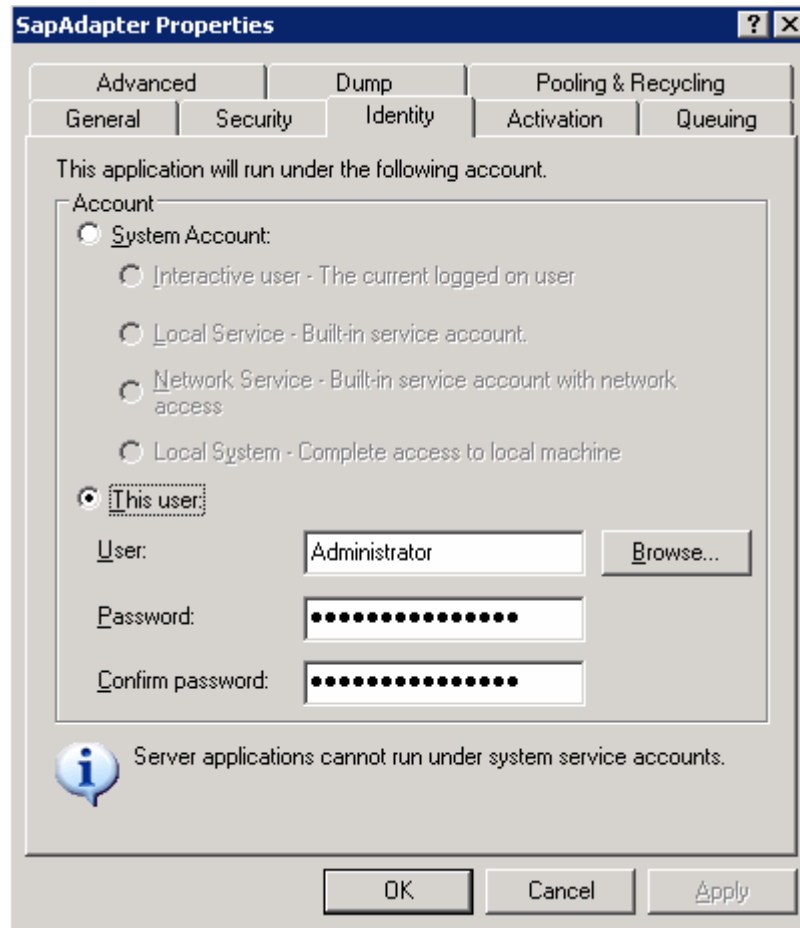 SapAdapter Properties
Advanced Dump Pooling & Recycling
General Security Identity Activation Queuing
This application will run under the following account.
Account
System Account:
Interactive user - The current logged on user
Local Service - Built-in service account.
Network Service - Built-in service account with network
access
Local System - Complete access to local machine
This user:
User: Administrator Browse...
Password: ●●●●●●●●●●●●●●●
Confirm password: ●●●●●●●●●●●●●●●
Server applications cannot run under system service accounts.
OK Cancel Apply